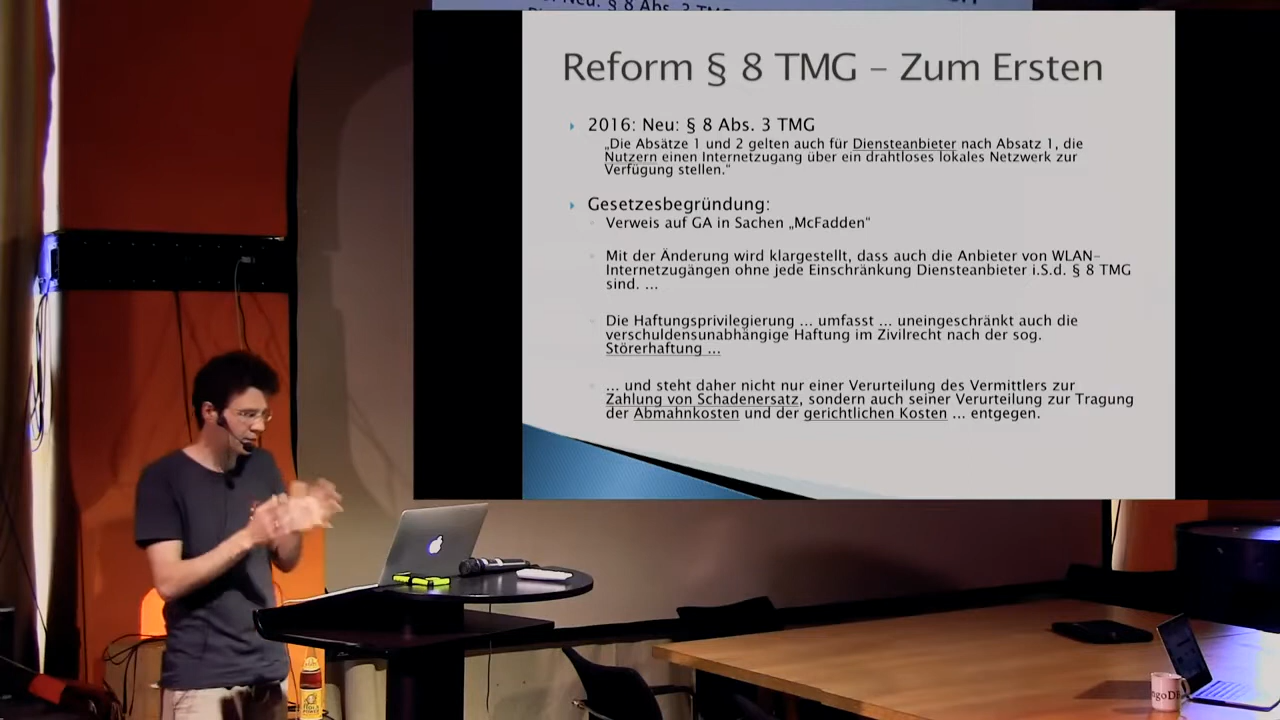 Neu: § 8 Abs. 3 TMG
Reform § 8 TMG – Zum Ersten
2016: Neu: § 8 Abs. 3 TMG
„Die Absätze 1 und 2 gelten auch für Diensteanbieter nach Absatz 1, die
Nutzern einen Internetzugang über ein drahtloses lokales Netzwerk zur
Verfügung stellen.“
Gesetzesbegründung:
Verweis auf GA in Sachen „McFadden“
Mit der Änderung wird klargestellt, dass auch die Anbieter von WLAN-
Internetzugängen ohne jede Einschränkung Diensteanbieter i.S.d. § 8 TMG
sind. ...
Die Haftungsprivilegierung ... umfasst ... uneingeschränkt auch die
verschuldensunabhängige Haftung im Zivilrecht nach der sog.
Störerhaftung ...
... und steht daher nicht nur einer Verurteilung des Vermittlers zur
Zahlung von Schadenersatz, sondern auch seiner Verurteilung zur Tragung
der Abmahnkosten und der gerichtlichen Kosten ... entgegen.